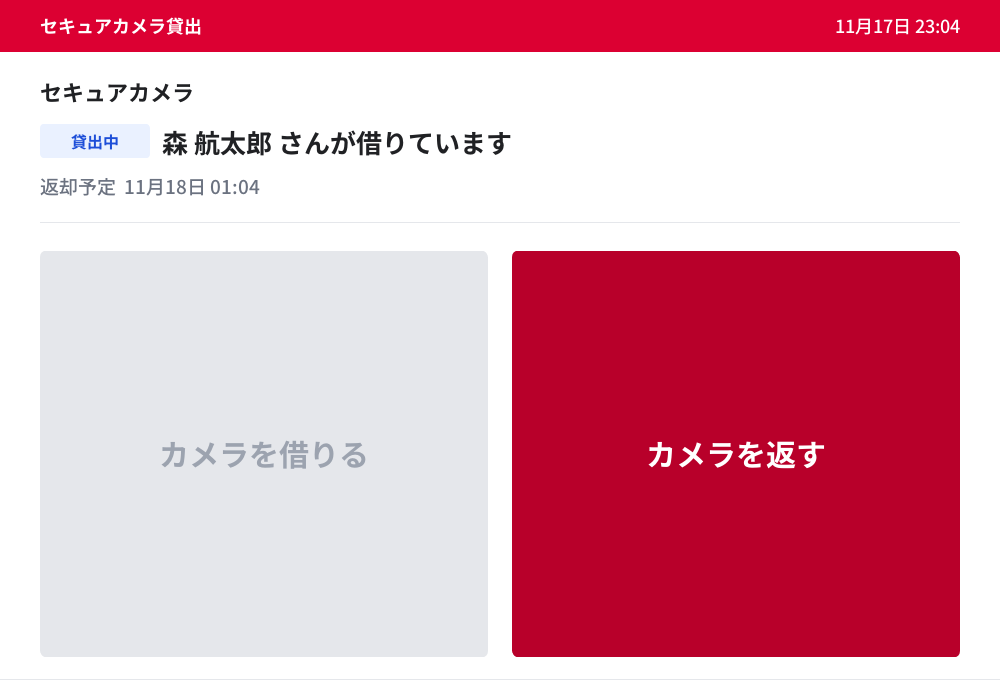 セキュアカメラ貸出
11月17日 23:04
セキュアカメラ
貸出中
森 航太郎 さんが借りています
返却予定 11月18日 01:04
カメラを借りる
カメラを返す